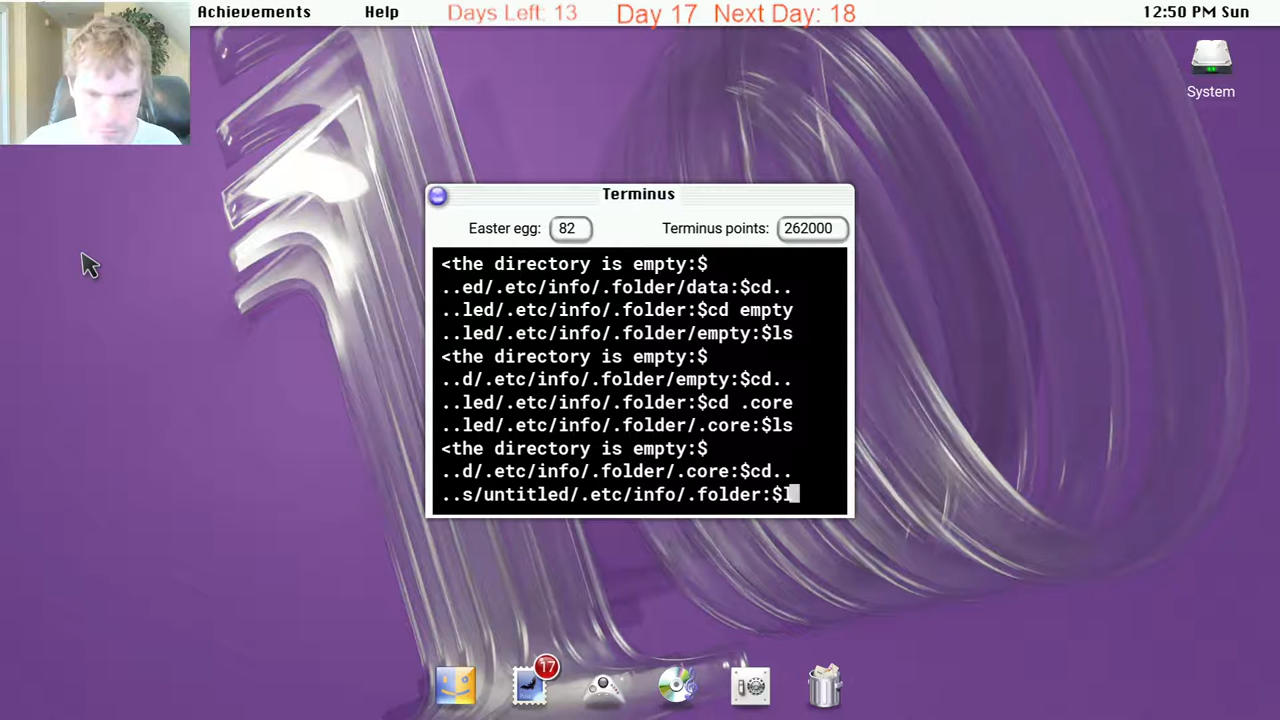 Achievements Help Days Left: 13 Day 17 Next Day: 18 12:50 PM Sun
System
Terminus
Easter egg: 82 Terminus points: 262000
<the directory is empty:$
..ed/.etc/info/.folder/data:$cd..
..led/.etc/info/.folder:$cd empty
..led/.etc/info/.folder/empty:$ls
<the directory is empty:$
..d/.etc/info/.folder/empty:$cd..
..led/.etc/info/.folder:$cd .core
..led/.etc/info/.folder/.core:$ls
<the directory is empty:$
..d/.etc/info/.folder/.core:$cd..
..s/untitled/.etc/info/.folder:$l
17